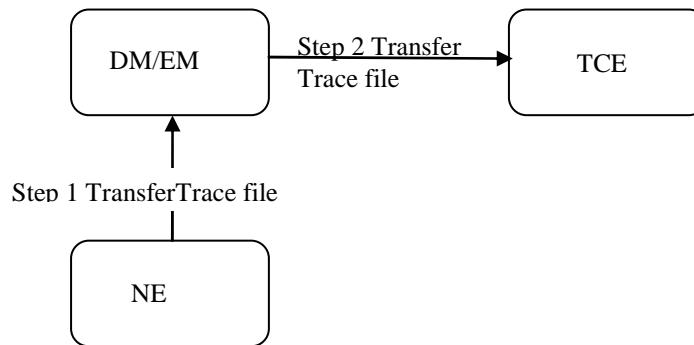 DM/EM
Step 2 Transfer
Trace file
TCE
Step 1 TransferTrace file
NE